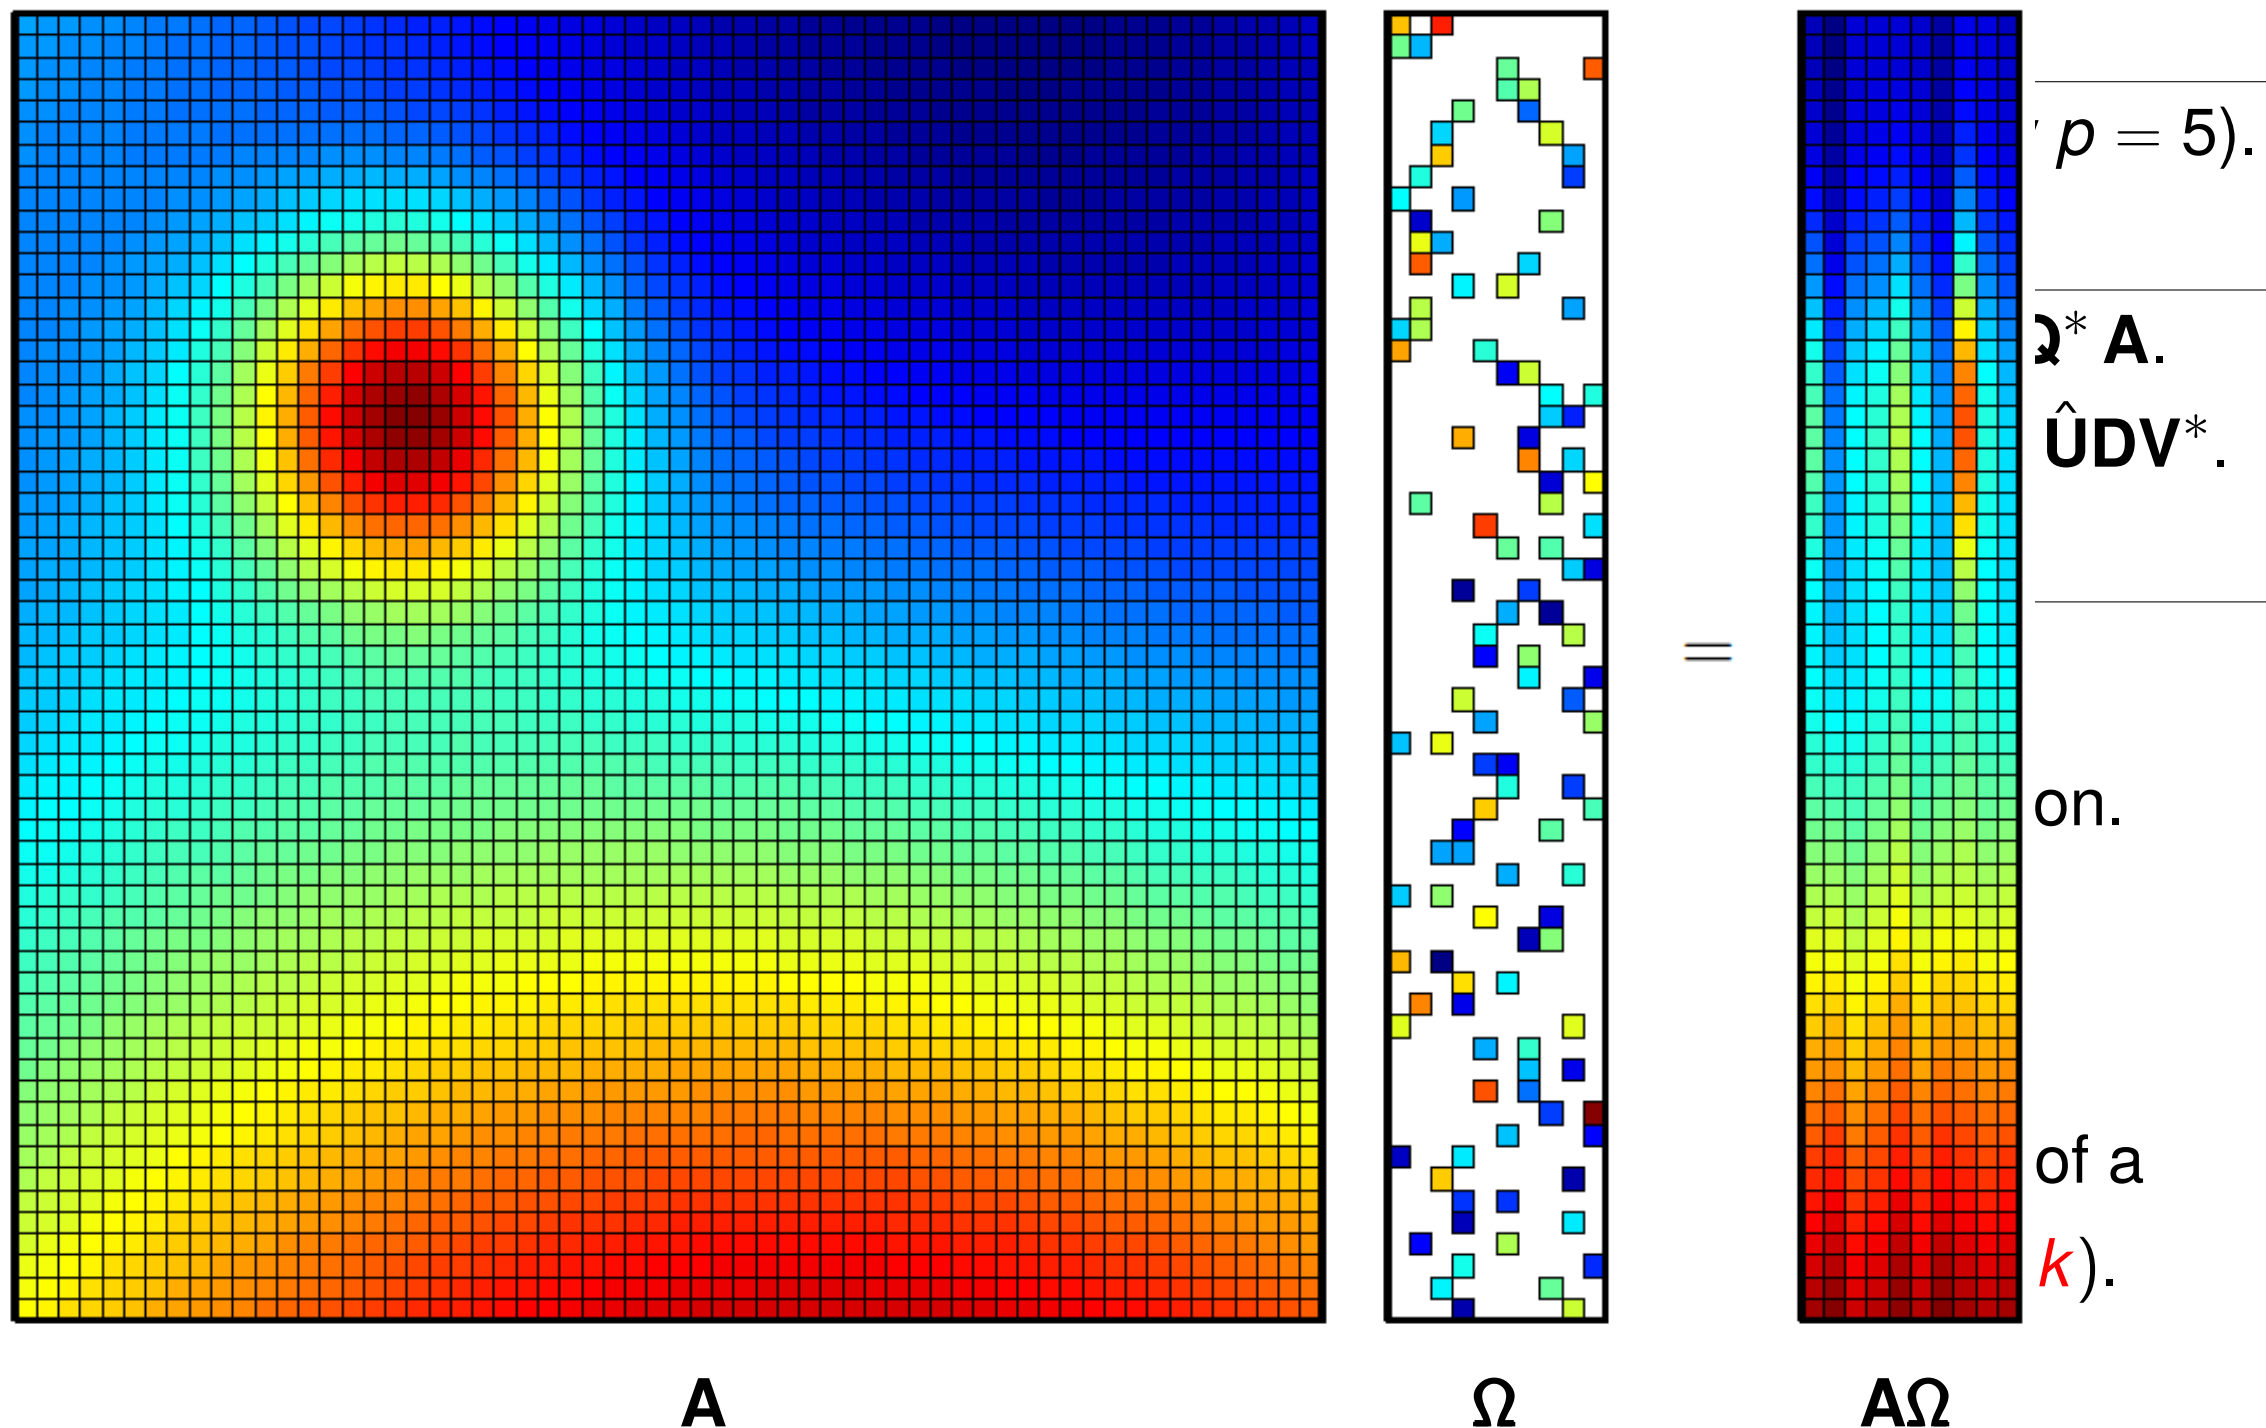 p = 5).
* A.
ÛDV*.
=
on.
of a
k).
A Ω AΩ